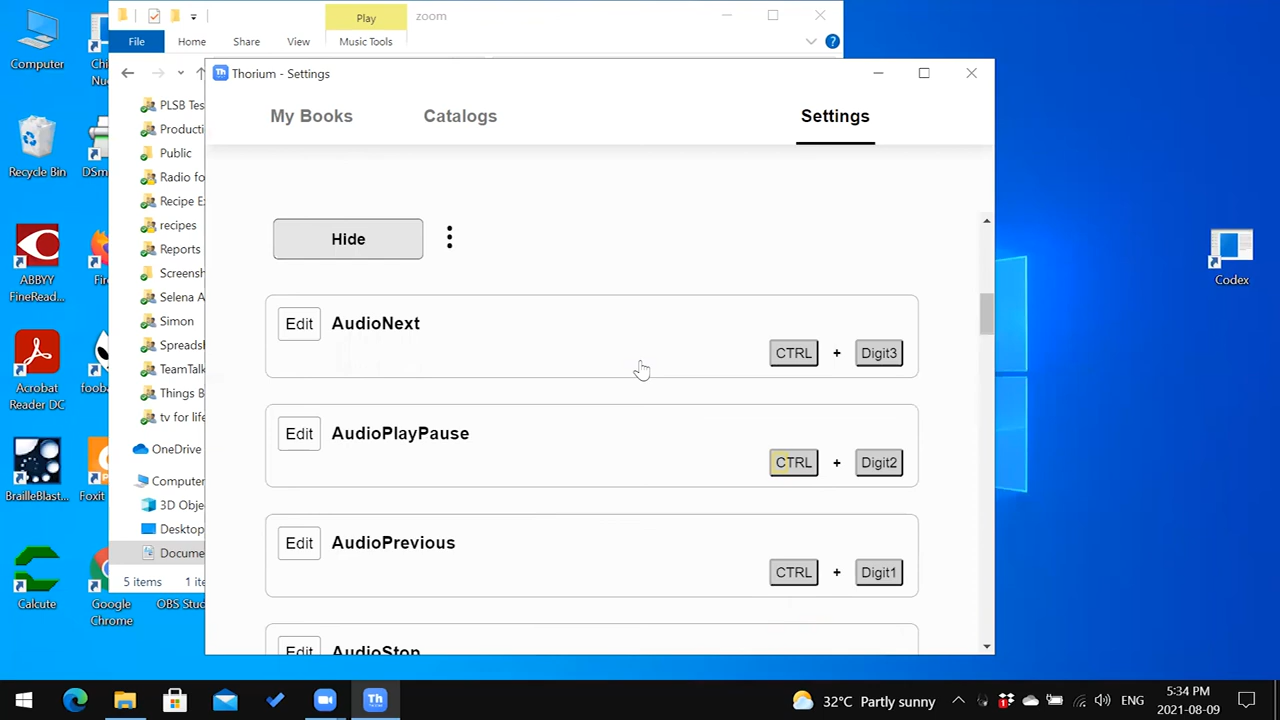 Computer
Recycle Bin
ABBYY
FineRead...
Acrobat
Reader DC
BrailleBlast...
Calcute
Google
Chrome
OBS Stud
Foxit
Codex
Play
zoom
File
Home
Share
View
Music Tools
PLSB Tes
Producti
Public
Radio fo
Recipe E
recipes
Reports
Screensh
Selena A
Simon
Spreadsh
TeamTalk
Things B
tv for life
OneDrive
Computer
3D Obje
Desktop
Docume
5 items
1 ite
Thorium - Settings
My Books
Catalogs
Settings
Hide
Edit
AudioNext
CTRL + Digit3
Edit
AudioPlayPause
CTRL + Digit2
Edit
AudioPrevious
CTRL + Digit1
Edit
AudioStop
32°C Partly sunny
ENG
5:34 PM
2021-08-09